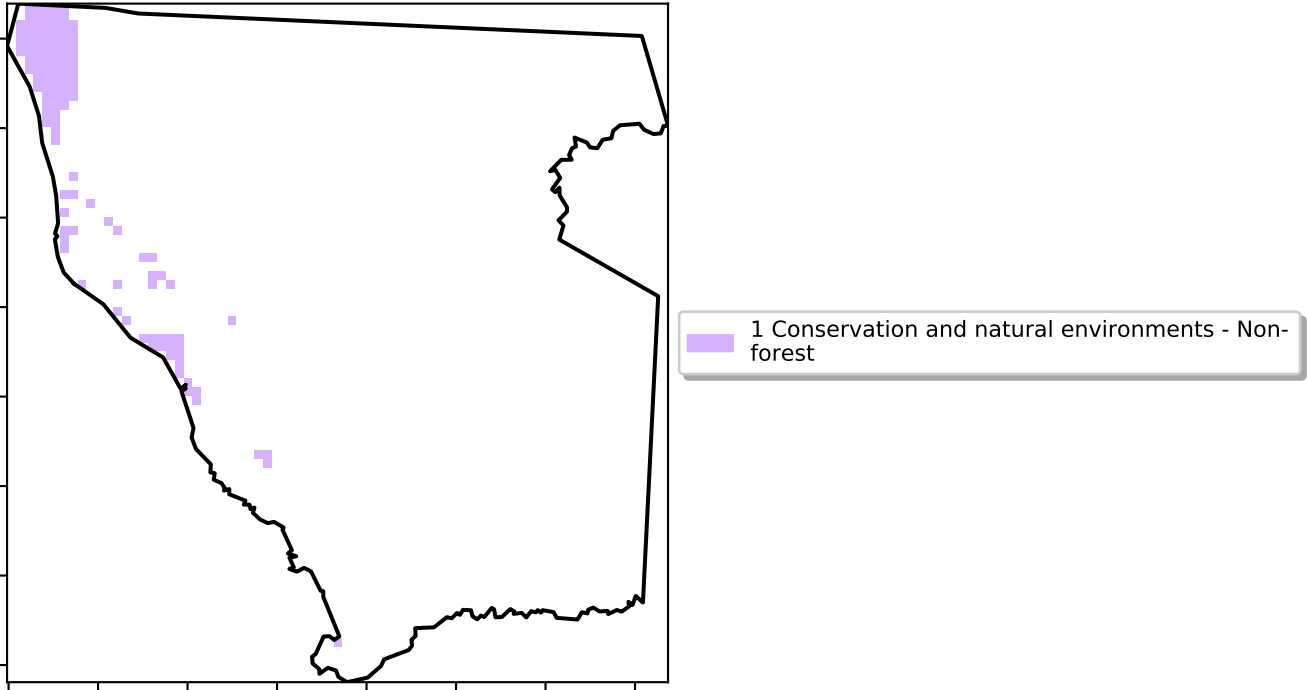 1 Conservation and natural environments - Non-
forest